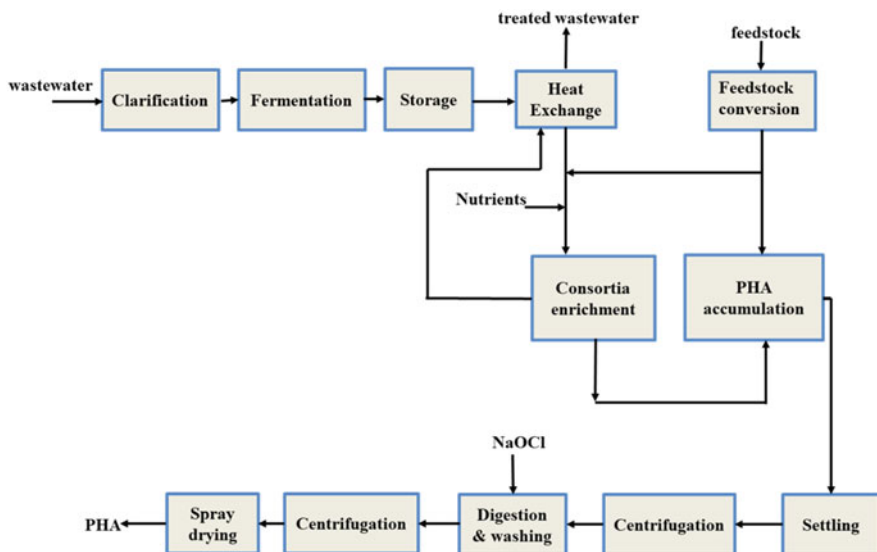 treated wastewater
feedstock
wastewater
Clarification
Fermentation
Storage
Heat
Exchange
Feedstock
conversion
Nutrients
Consortia
enrichment
PHA
accumulation
NaOCl
PHA
Spray
drying
Centrifugation
Digestion
& washing
Centrifugation
Settling